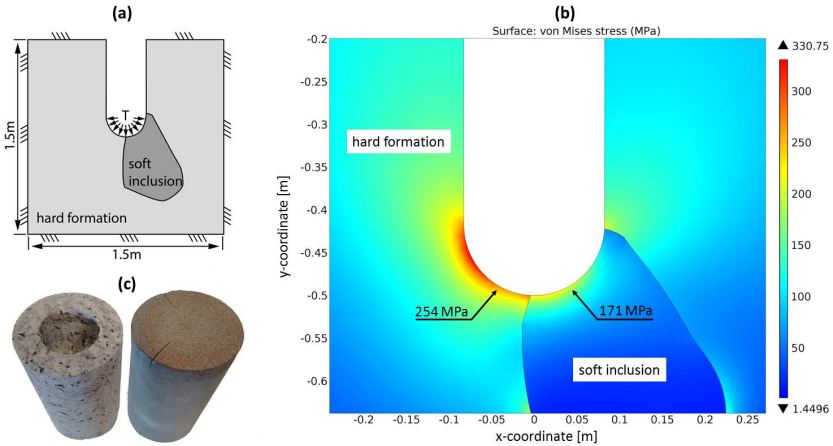 (a)
T
soft
inclusion
hard formation
1.5m
1.5m
(c)
(b)
Surface: von Mises stress (MPa)
-0.2
-0.25
-0.3
-0.35
-0.4
-0.45
-0.5
-0.55
-0.6
y-coordinate [m]
hard formation
254 MPa
171 MPa
soft inclusion
-0.2
-0.15
-0.1
-0.05
0
0.05
0.1
0.15
0.2
0.25
x-coordinate [m]
330.75
300
250
200
150
100
50
1.4496